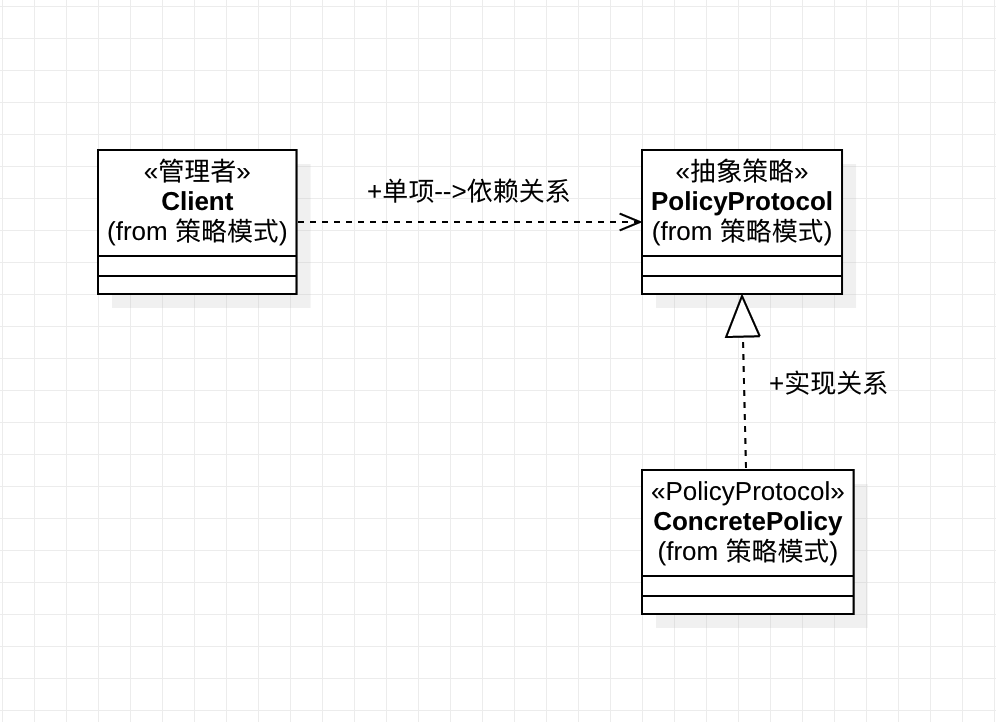 «管理者»
Client
(from 策略模式)
+单项-->依赖关系
«抽象策略»
PolicyProtocol
(from 策略模式)
+实现关系
«PolicyProtocol»
ConcretePolicy
(from 策略模式)